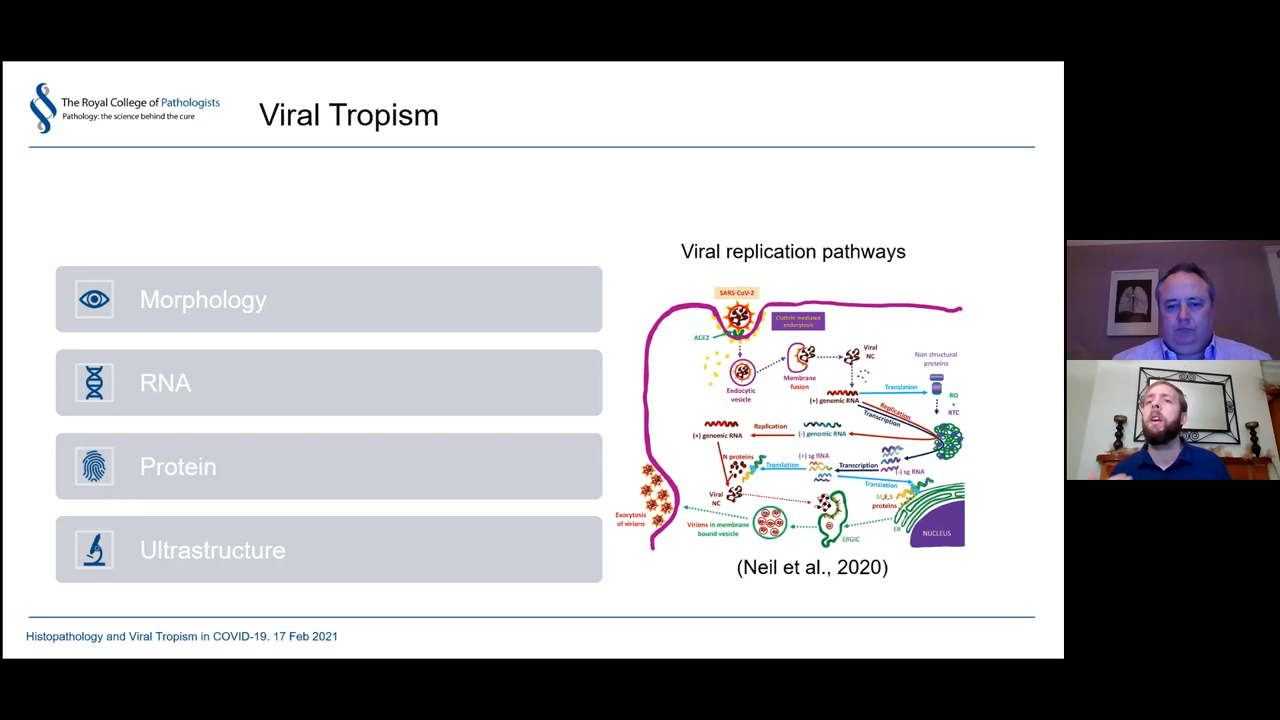 The Royal College of Pathologists
Pathology: the science behind the cure
Viral Tropism
Morphology
RNA
Protein
Ultrastructure
Viral replication pathways
SARS-CoV-2
Clathrin mediated
endocytosis
ACE2
Endocytic
vesicle
Membrane
fusion
Viral
NC
Non structural
proteins
(+) genomic RNA
Translation
RO
+
RTC
Replication
Transcription
(+) genomic RNA
Replication
(-) genomic RNA
N proteins
Translation
(+) sg RNA
Transcription
(-) sg RNA
Translation
Viral
NC
M,E,S
proteins
Exocytosis
of virions
Virions in membrane
bound vesicle
ERGIC
ER
NUCLEUS
(Neil et al., 2020)
Histopathology and Viral Tropism in COVID-19. 17 Feb 2021